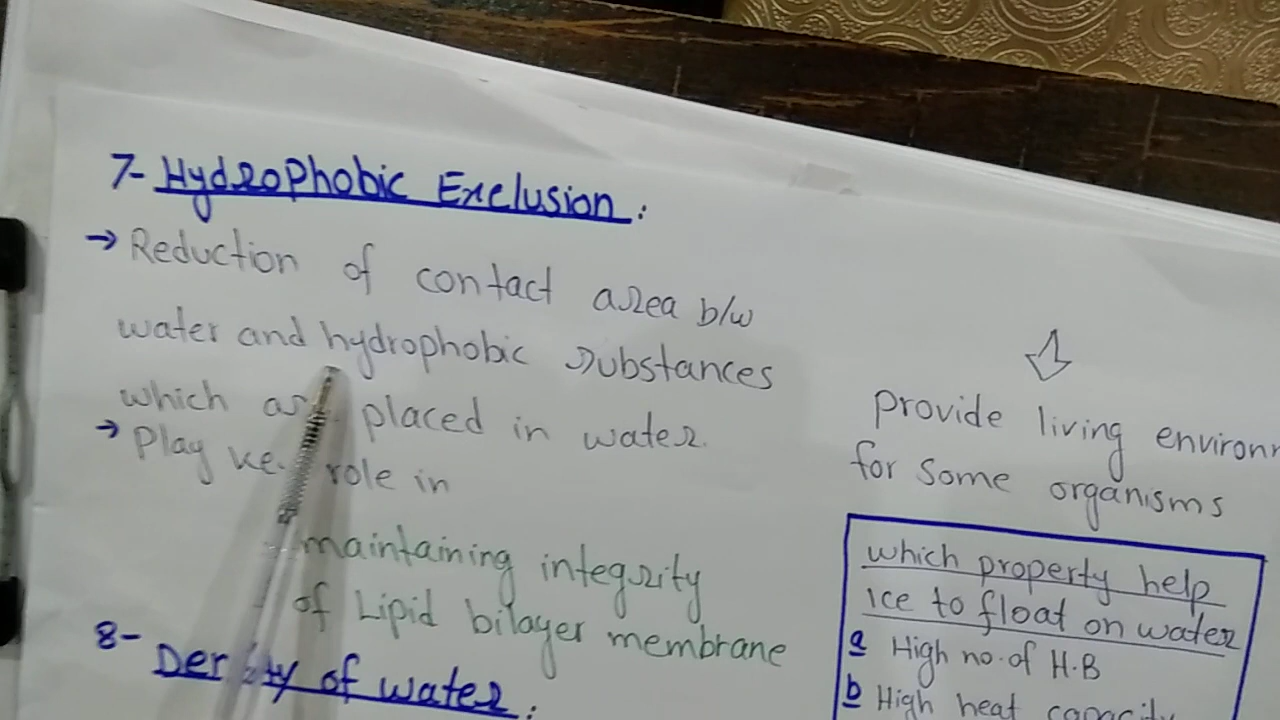 7- Hydrophobic Exclusion:
→ Reduction of contact area b/w
water and hydrophobic substances
which placed in water.
→ Play role in
maintaining integrity
of Lipid bilayer membrane
8- of water:
provide living
for some organisms
which property help
ice to float on water
a High no. of H.B
b High heat capacity